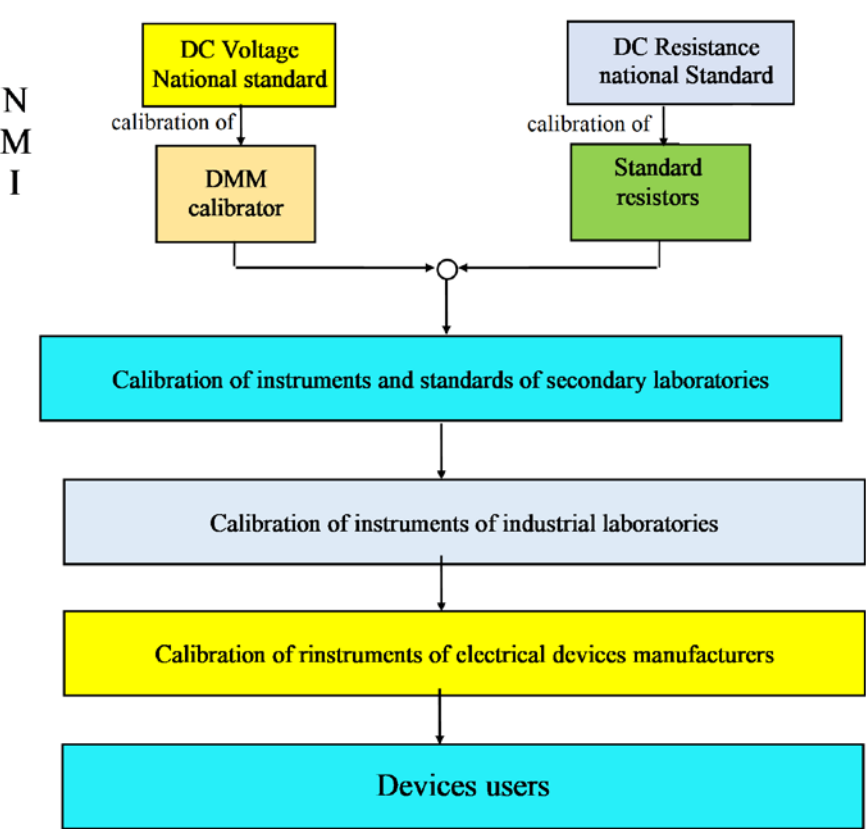 DC Voltage
National standard
DC Resistance
national Standard
N
M
I
calibration of
calibration of
DMM
calibrator
Standard
resistors
Calibration of instruments and standards of secondary laboratories
Calibration of instruments of industrial laboratories
Calibration of rinstruments of electrical devices manufacturers
Devices users